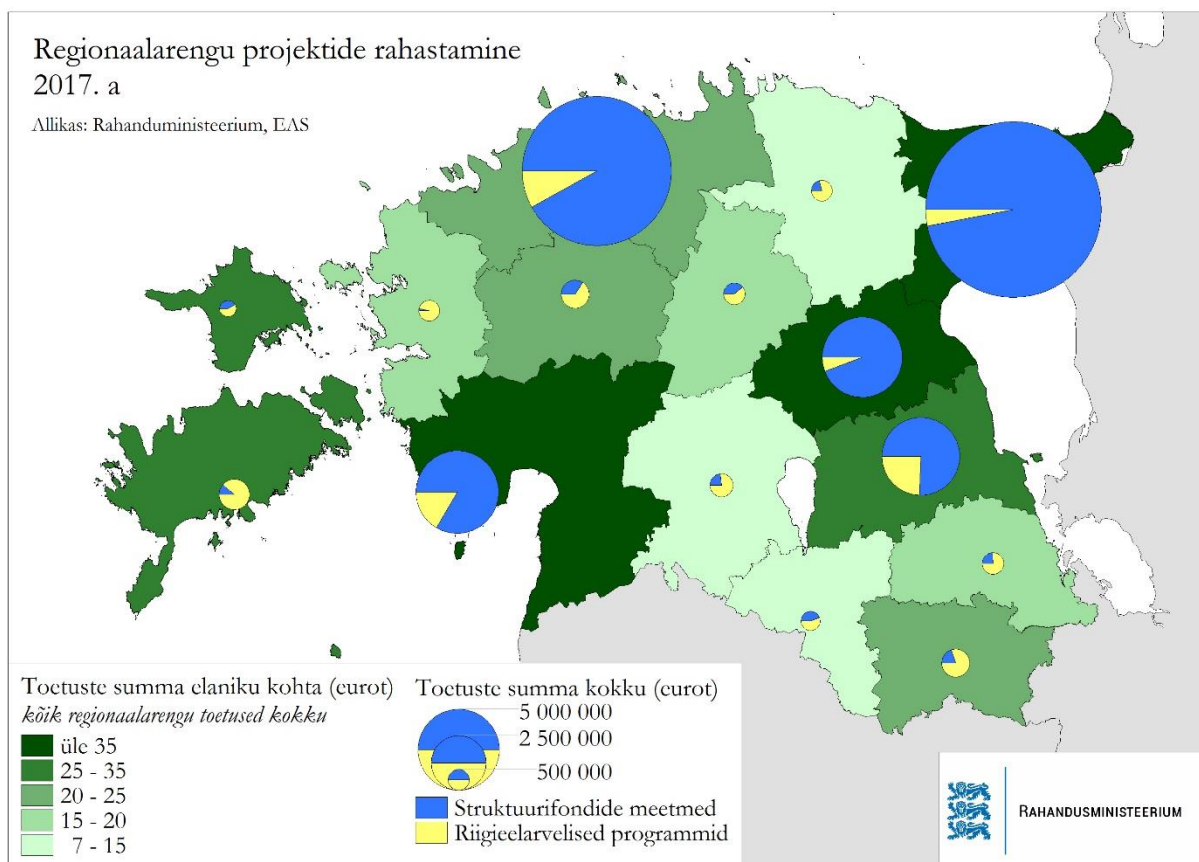 Regionaalarengu projektide rahastamine
2017. a
Allikas: Rahanduministeerium, EAS
Toetuste summa elaniku kohta (eurot)
kõik regionaalarengu toetused kokku
üle 35
25 - 35
20 - 25
15 - 20
7 - 15
Toetuste summa kokku (eurot)
5 000 000
2 500 000
500 000
Struktuurifondide meetmed
Riigieelarvelised programmid
RAHANDUSMINISTEERIUM